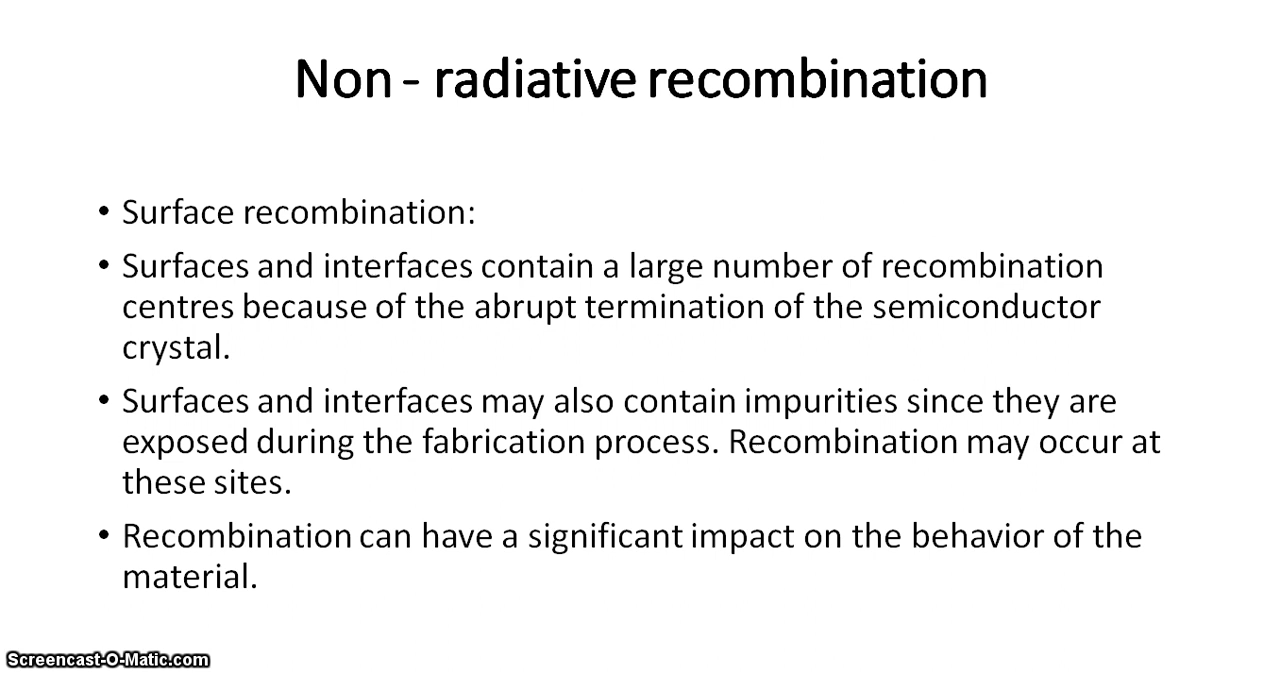 Non - radiative recombination
• Surface recombination:
• Surfaces and interfaces contain a large number of recombination
centres because of the abrupt termination of the semiconductor
crystal.
• Surfaces and interfaces may also contain impurities since they are
exposed during the fabrication process. Recombination may occur at
these sites.
• Recombination can have a significant impact on the behavior of the
material.
Screencast-O-Matic.com